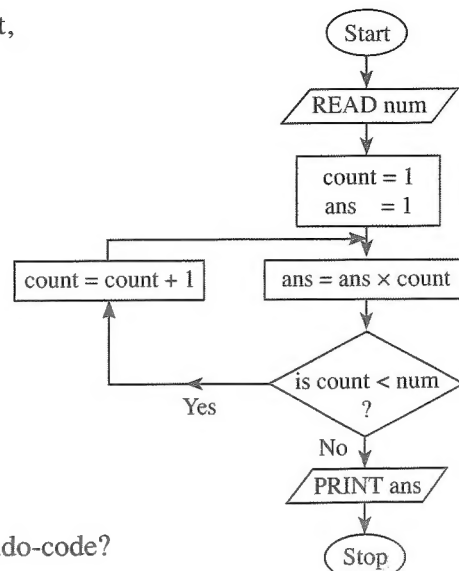 t,
Start
READ num
count = 1
ans = 1
count = count + 1
ans = ans × count
is count < num
?
Yes
No
PRINT ans
do-code?
Stop